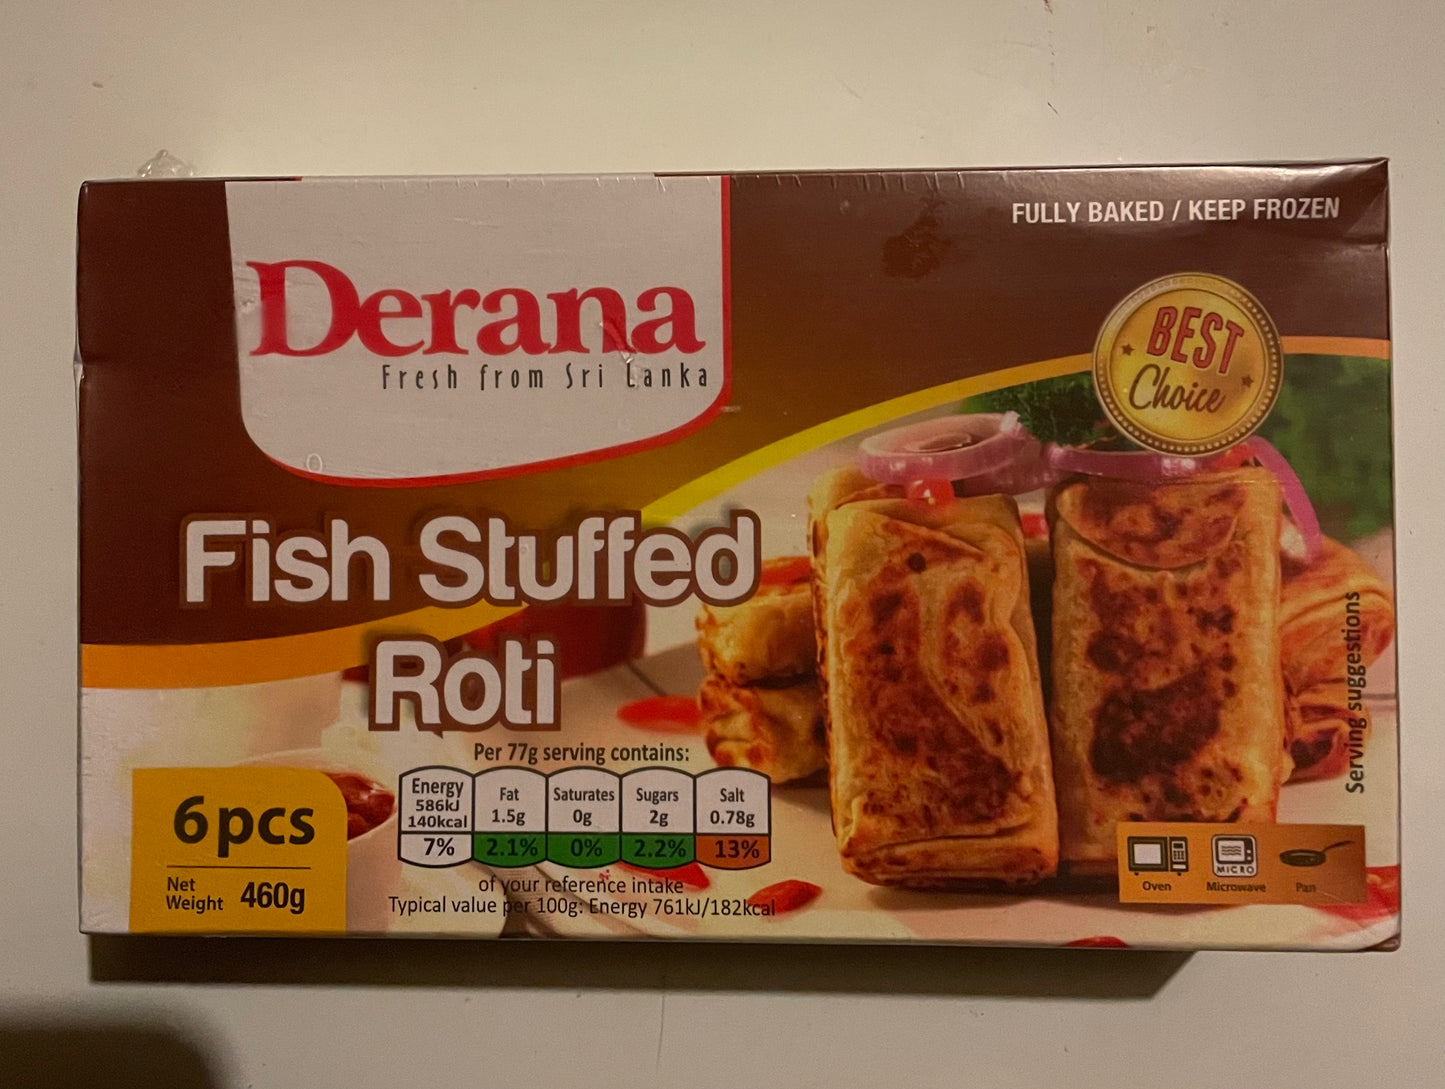 FULLY BAKED / KEEP FROZEN
Derana
Fresh from Sri Lanka
BEST
Choice
Fish Stuffed
Roti
Serving suggestions
Per 77g serving contains:
Energy
586kJ
140kcal
7%
Fat
1.5g
2.1%
Saturates
0g
0%
Sugars
2g
2.2%
Salt
0.78g
13%
of your reference intake
Typical value per 100g: Energy 761kJ/182kcal
6pcs
Net
Weight 460g
MICRO
Oven Microwave Pan